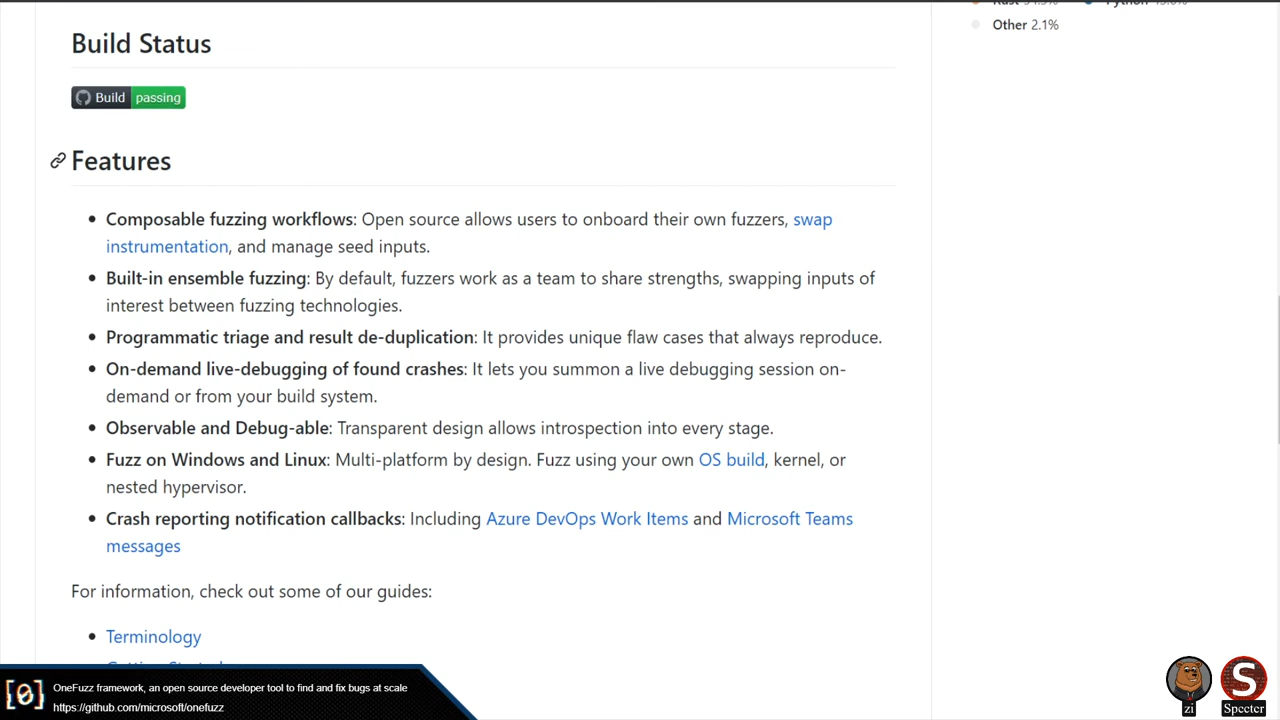 Other 2.1%
Build Status
Build passing
Features
Composable fuzzing workflows: Open source allows users to onboard their own fuzzers, swap
instrumentation, and manage seed inputs.
Built-in ensemble fuzzing: By default, fuzzers work as a team to share strengths, swapping inputs of
interest between fuzzing technologies.
Programmatic triage and result de-duplication: It provides unique flaw cases that always reproduce.
On-demand live-debugging of found crashes: It lets you summon a live debugging session on-
demand or from your build system.
Observable and Debug-able: Transparent design allows introspection into every stage.
Fuzz on Windows and Linux: Multi-platform by design. Fuzz using your own OS build, kernel, or
nested hypervisor.
Crash reporting notification callbacks: Including Azure DevOps Work Items and Microsoft Teams
messages
For information, check out some of our guides:
Terminology
[0]
OneFuzz framework, an open source developer tool to find and fix bugs at scale
https://github.com/microsoft/onefuzz
zi
S
Specter